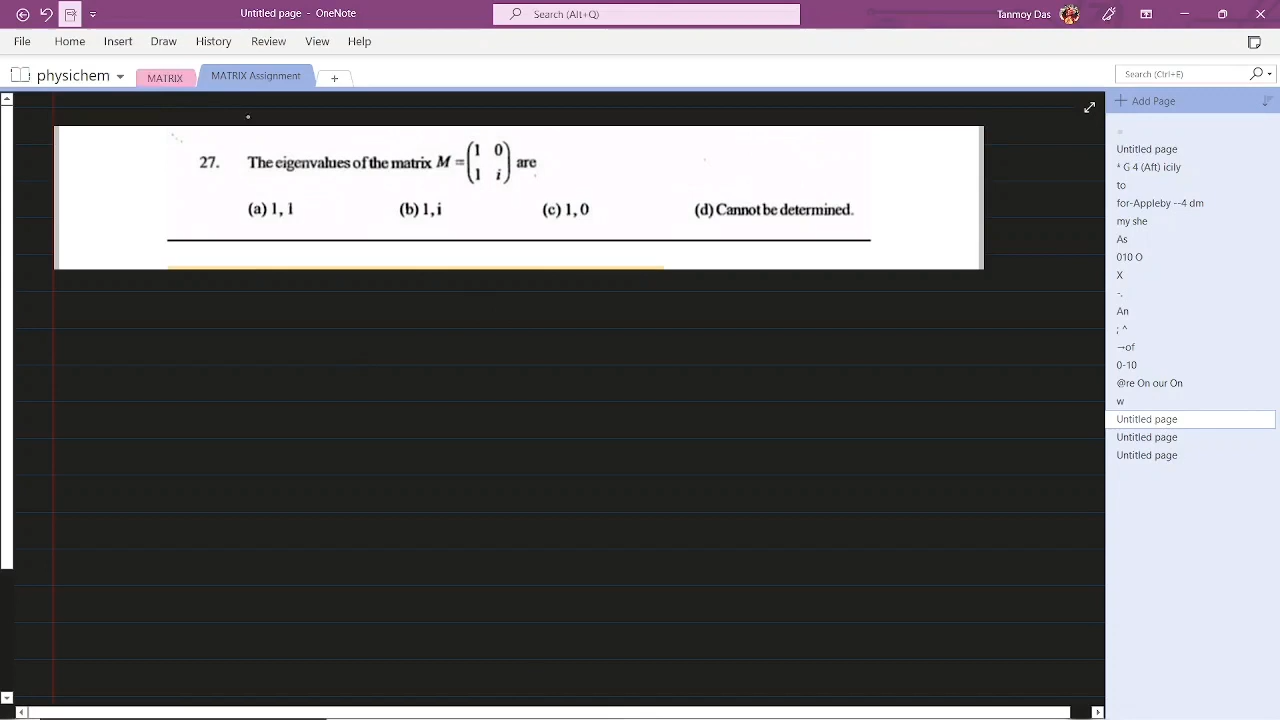 Untitled page - OneNote
Search (Alt+Q)
Tanmoy Das
File Home Insert Draw History Review View Help
physichem MATRIX MATRIX Assignment +
Search (Ctrl+E)
+ Add Page
27. The eigenvalues of the matrix M = (1 0 1 i) are
(a) 1, 1 (b) 1, i (c) 1, 0 (d) Cannot be determined.
Untitled page
ᶜ G 4 (Aft) icily
to
for-Appleby --4 dm
my she
As
010 O
X
-.
An
; ^
→of
0-10
@re On our On
w
Untitled page
Untitled page
Untitled page